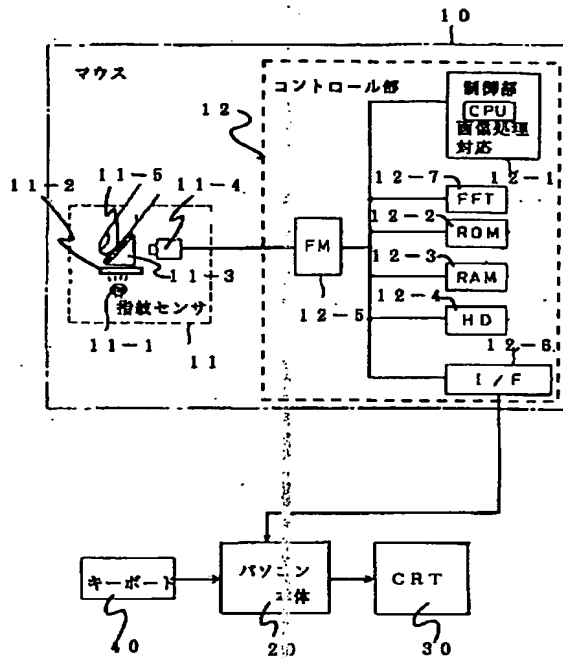 10
マウス
コントロール部
12
制御部
CPU
画像処理
対応
12-1
11-5
11-2
11-4
12-7
FFT
12-2
ROM
FM
11-3
12-3
RAM
12-5
12-4
HD
指紋センサ
11-1
11
12-6
I/F
キーボード
パソコン
体
CRT
40
20
30